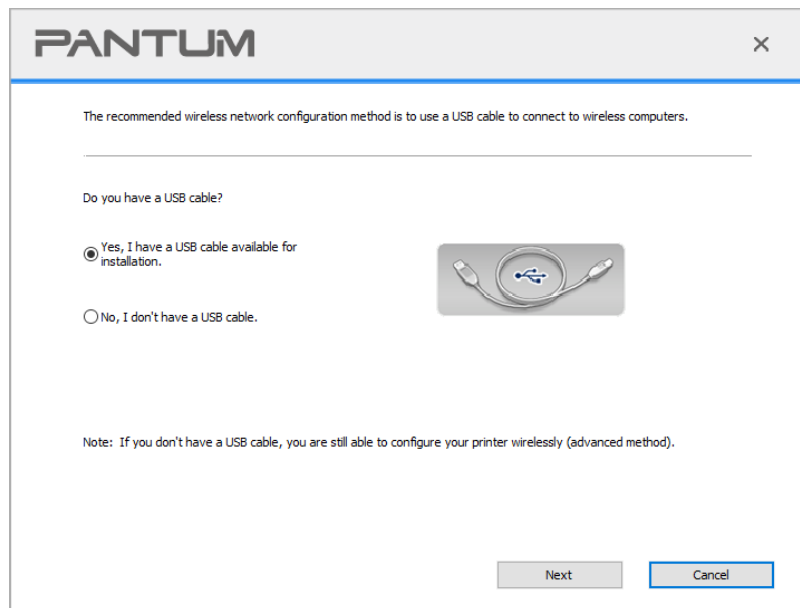 PANTUM
The recommended wireless network configuration method is to use a USB cable to connect to wireless computers.
Do you have a USB cable?
Yes, I have a USB cable available for
installation.
No, I don't have a USB cable.
Note: If you don't have a USB cable, you are still able to configure your printer wirelessly (advanced method).
Next
Cancel